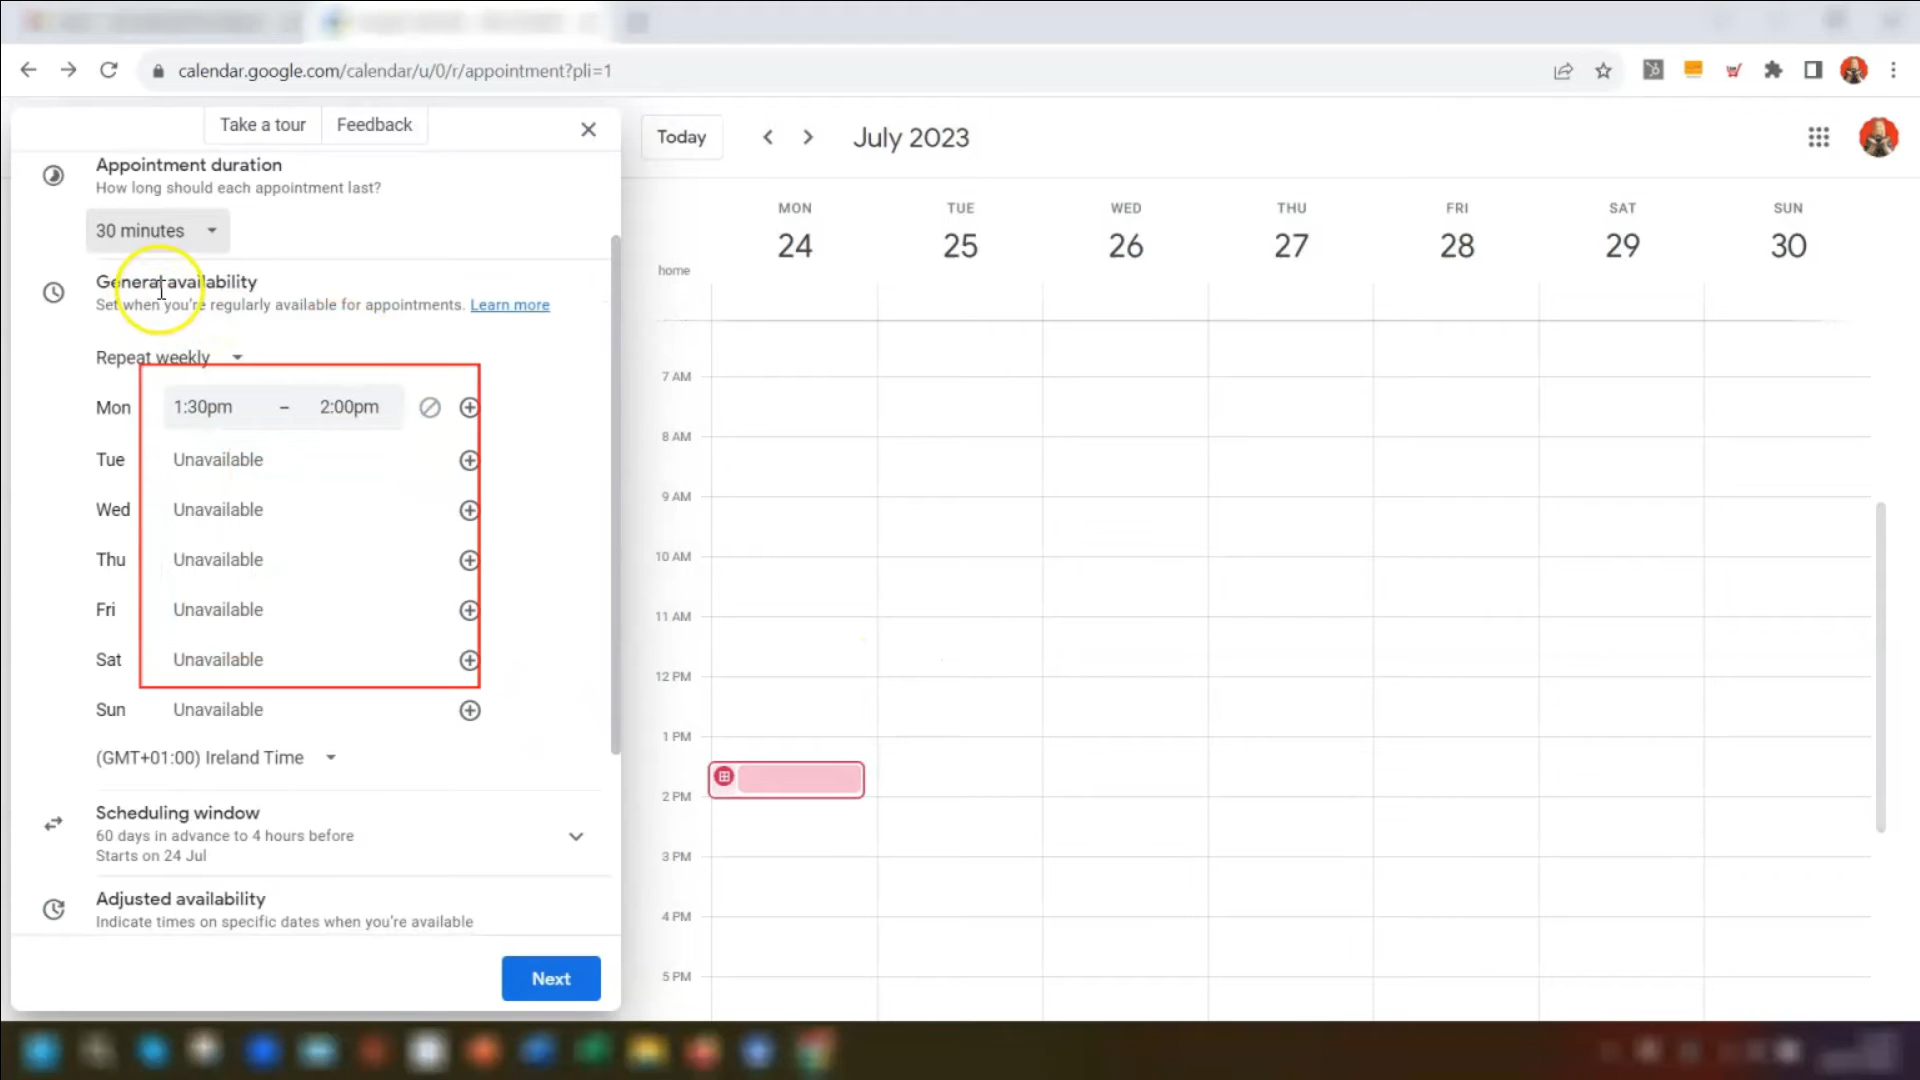 calendar.google.com/calendar/u/0/r/appointment?pli=1
Take a tour
Feedback
Appointment duration
How long should each appointment last?
30 minutes
General availability
Set when you're regularly available for appointments. Learn more
Repeat weekly
Mon 1:30pm – 2:00pm
Tue Unavailable
Wed Unavailable
Thu Unavailable
Fri Unavailable
Sat Unavailable
Sun Unavailable
(GMT+01:00) Ireland Time
Scheduling window
60 days in advance to 4 hours before
Starts on 24 Jul
Adjusted availability
Indicate times on specific dates when you're available
Next
Today
July 2023
MON TUE WED THU FRI SAT SUN
24 25 26 27 28 29 30
home
7 AM
8 AM
9 AM
10 AM
11 AM
12 PM
1 PM
2 PM
3 PM
4 PM
5 PM